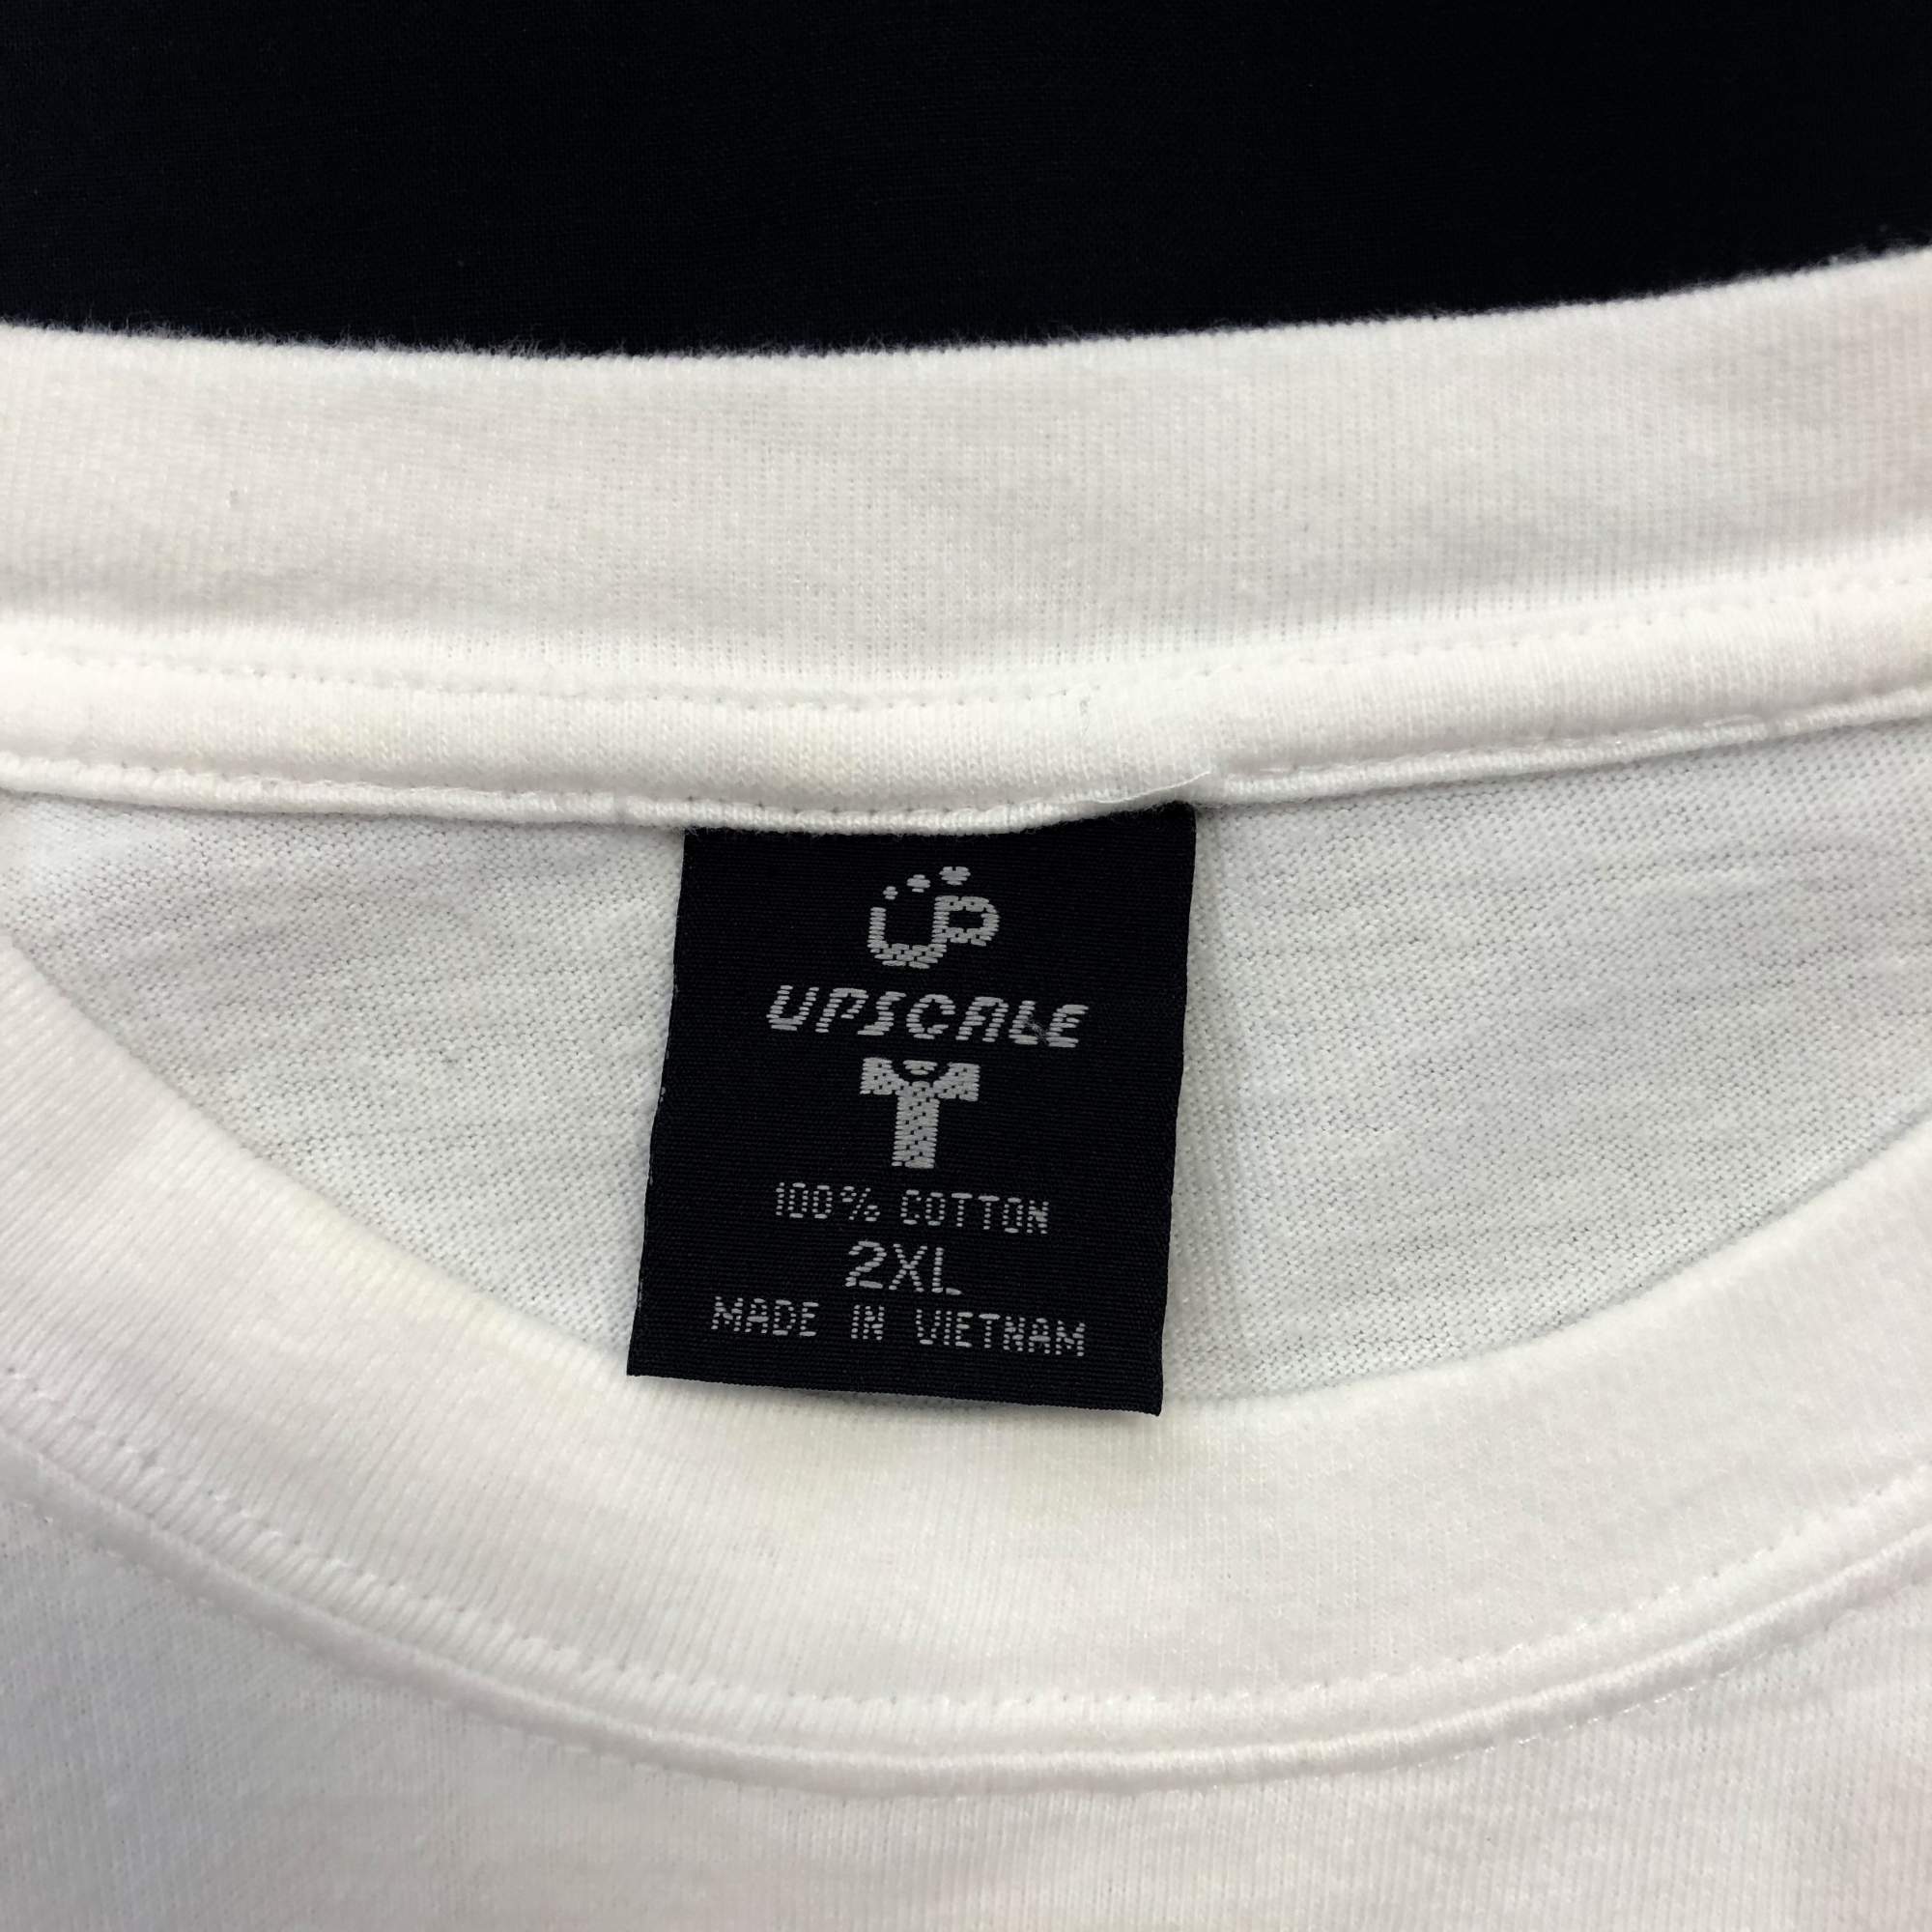 UP
UPSCALE
T
100% COTTON
2XL
MADE IN VIETNAM